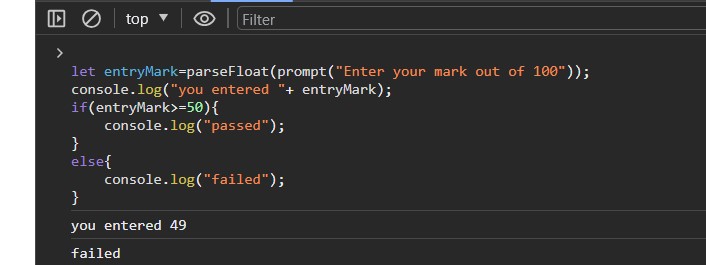 top ▼ Filter
>
let entryMark=parseFloat(prompt("Enter your mark out of 100"));
console.log("you entered "+ entryMark);
if(entryMark>=50){
    console.log("passed");
}
else{
    console.log("failed");
}
you entered 49
failed